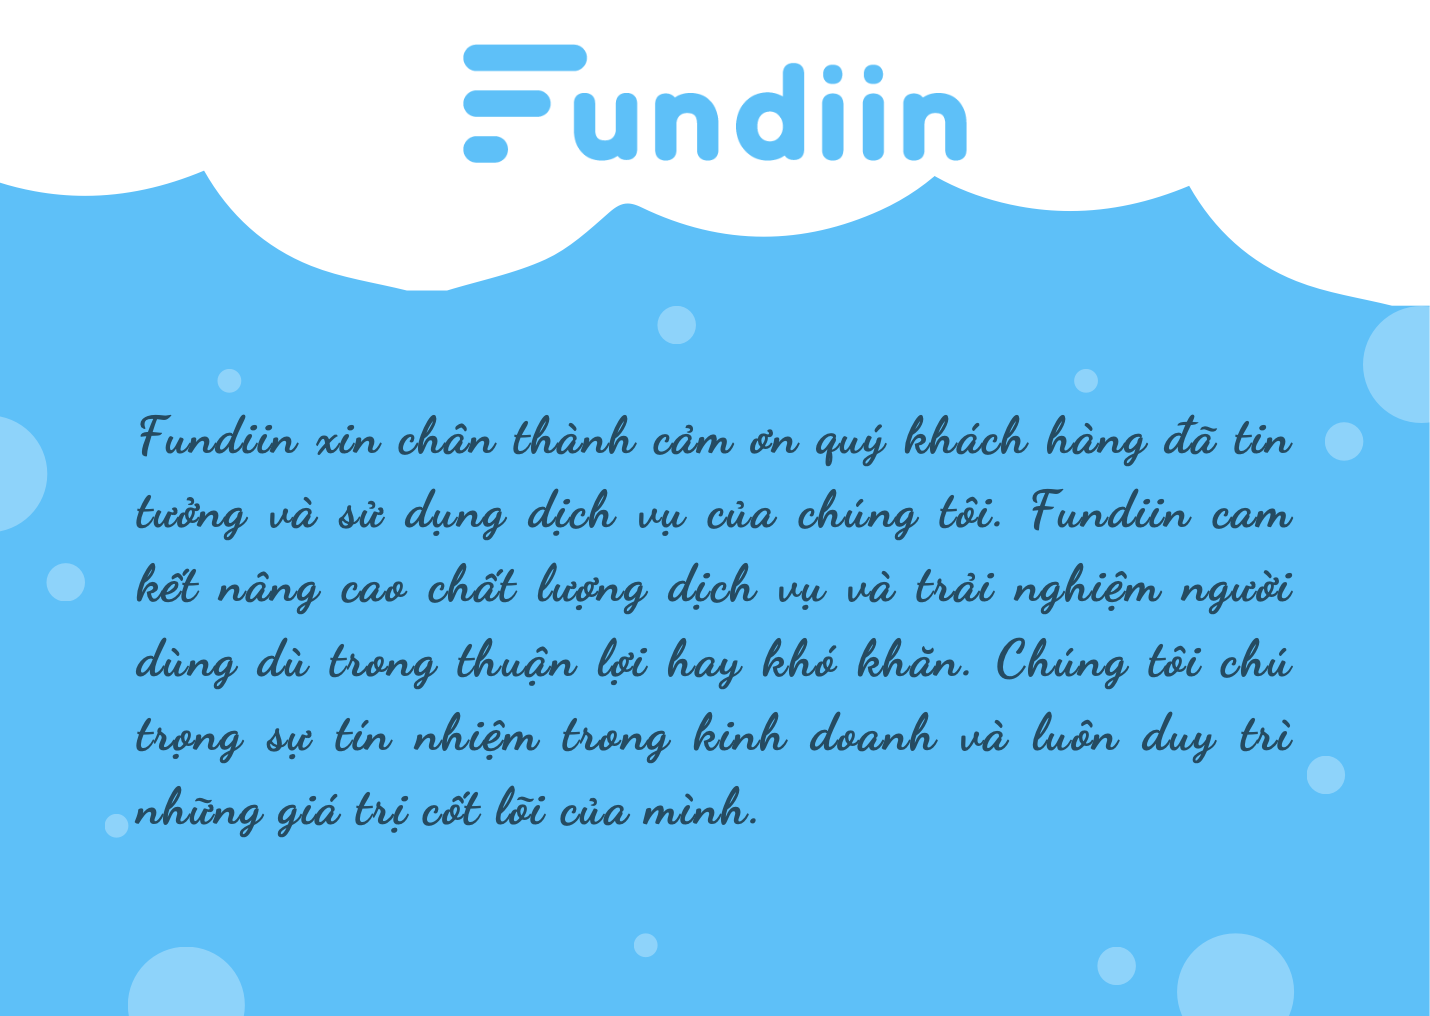 Fundiin
Fundiin xin chân thành cảm ơn quý khách hàng đã tin
tưởng và sử dụng dịch vụ của chúng tôi. Fundiin cam
kết nâng cao chất lượng dịch vụ và trải nghiệm người
dùng dù trong thuận lợi hay khó khăn. Chúng tôi chú
trọng sự tín nhiệm trong kinh doanh và luôn duy trì
những giá trị cốt lõi của mình.